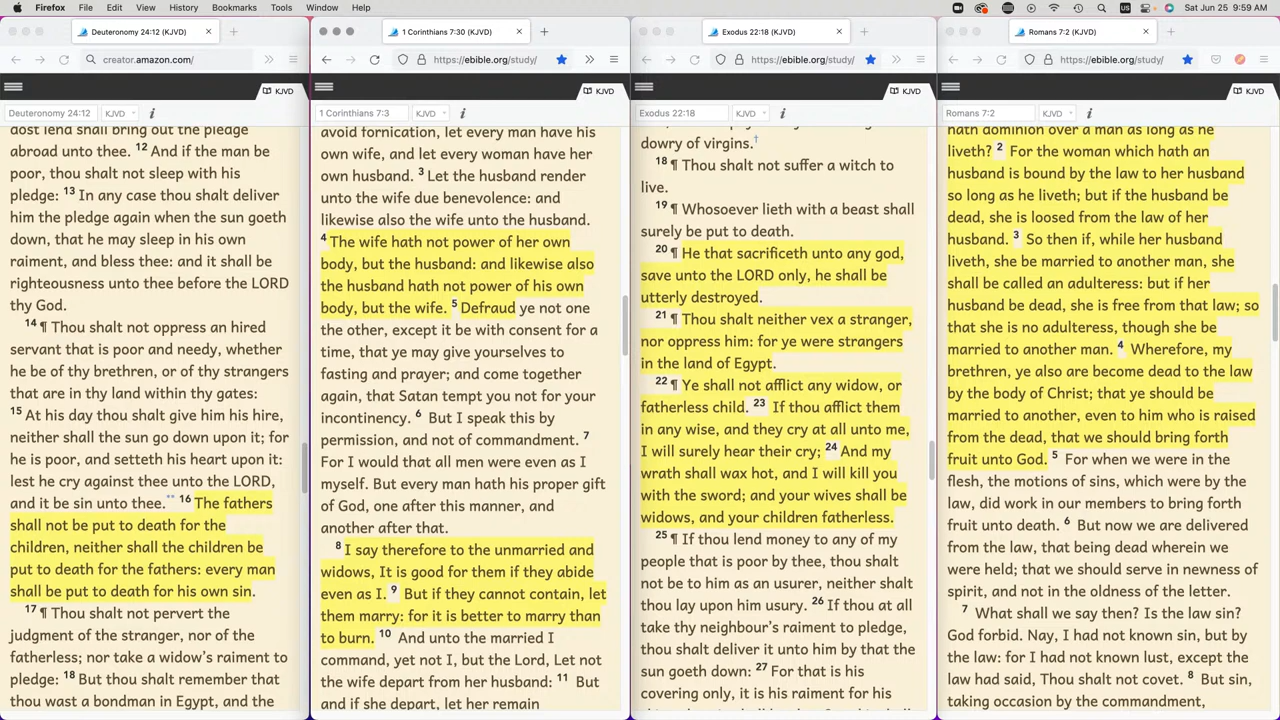 Firefox File Edit View History Bookmarks Tools Window Help US Sat Jun 25 9:59 AM
Deuteronomy 24:12 (KJVD)
creator.amazon.com/
KJVD
Deuteronomy 24:12 KJVD i
dost lend shall bring out the pledge
abroad unto thee. 12 And if the man be
poor, thou shalt not sleep with his
pledge: 13 In any case thou shalt deliver
him the pledge again when the sun goeth
down, that he may sleep in his own
raiment, and bless thee: and it shall be
righteousness unto thee before the LORD
thy God.
14 ¶ Thou shalt not oppress an hired
servant that is poor and needy, whether
he be of thy brethren, or of thy strangers
that are in thy land within thy gates:
15 At his day thou shalt give him his hire,
neither shall the sun go down upon it; for
he is poor, and setteth his heart upon it:
lest he cry against thee unto the LORD,
and it be sin unto thee. 16 The fathers
shall not be put to death for the
children, neither shall the children be
put to death for the fathers: every man
shall be put to death for his own sin.
17 ¶ Thou shalt not pervert the
judgment of the stranger, nor of the
fatherless; nor take a widow's raiment to
pledge: 18 But thou shalt remember that
thou wast a bondman in Egypt, and the
1 Corinthians 7:30 (KJVD)
https://ebible.org/study/
KJVD
1 Corinthians 7:3 KJVD i
avoid fornication, let every man have his
own wife, and let every woman have her
own husband. 3 Let the husband render
unto the wife due benevolence: and
likewise also the wife unto the husband.
4 The wife hath not power of her own
body, but the husband: and likewise also
the husband hath not power of his own
body, but the wife. 5 Defraud ye not one
the other, except it be with consent for a
time, that ye may give yourselves to
fasting and prayer; and come together
again, that Satan tempt you not for your
incontinency. 6 But I speak this by
permission, and not of commandment. 7
For I would that all men were even as I
myself. But every man hath his proper gift
of God, one after this manner, and
another after that.
8 I say therefore to the unmarried and
widows, It is good for them if they abide
even as I. 9 But if they cannot contain, let
them marry: for it is better to marry than
to burn. 10 And unto the married I
command, yet not I, but the Lord, Let not
the wife depart from her husband: 11 But
and if she depart, let her remain
Exodus 22:18 (KJVD)
https://ebible.org/study/
KJVD
Exodus 22:18 KJVD i
dowry of virgins.†
18 ¶ Thou shalt not suffer a witch to
live.
19 ¶ Whosoever lieth with a beast shall
surely be put to death.
20 ¶ He that sacrificeth unto any god,
save unto the LORD only, he shall be
utterly destroyed.
21 ¶ Thou shalt neither vex a stranger,
nor oppress him: for ye were strangers
in the land of Egypt.
22 ¶ Ye shall not afflict any widow, or
fatherless child. 23 If thou afflict them
in any wise, and they cry at all unto me,
I will surely hear their cry; 24 And my
wrath shall wax hot, and I will kill you
with the sword; and your wives shall be
widows, and your children fatherless.
25 ¶ If thou lend money to any of my
people that is poor by thee, thou shalt
not be to him as an usurer, neither shalt
thou lay upon him usury. 26 If thou at all
take thy neighbour's raiment to pledge,
thou shalt deliver it unto him by that the
sun goeth down: 27 For that is his
covering only, it is his raiment for his
Romans 7:2 (KJVD)
https://ebible.org/study/
KJVD
Romans 7:2 KJVD i
hath dominion over a man as long as he
liveth? 2 For the woman which hath an
husband is bound by the law to her husband
so long as he liveth; but if the husband be
dead, she is loosed from the law of her
husband. 3 So then if, while her husband
liveth, she be married to another man, she
shall be called an adulteress: but if her
husband be dead, she is free from that law; so
that she is no adulteress, though she be
married to another man. 4 Wherefore, my
brethren, ye also are become dead to the law
by the body of Christ; that ye should be
married to another, even to him who is raised
from the dead, that we should bring forth
fruit unto God. 5 For when we were in the
flesh, the motions of sins, which were by the
law, did work in our members to bring forth
fruit unto death. 6 But now we are delivered
from the law, that being dead wherein we
were held; that we should serve in newness of
spirit, and not in the oldness of the letter.
7 What shall we say then? Is the law sin?
God forbid. Nay, I had not known sin, but by
the law: for I had not known lust, except the
law had said, Thou shalt not covet. 8 But sin,
taking occasion by the commandment,